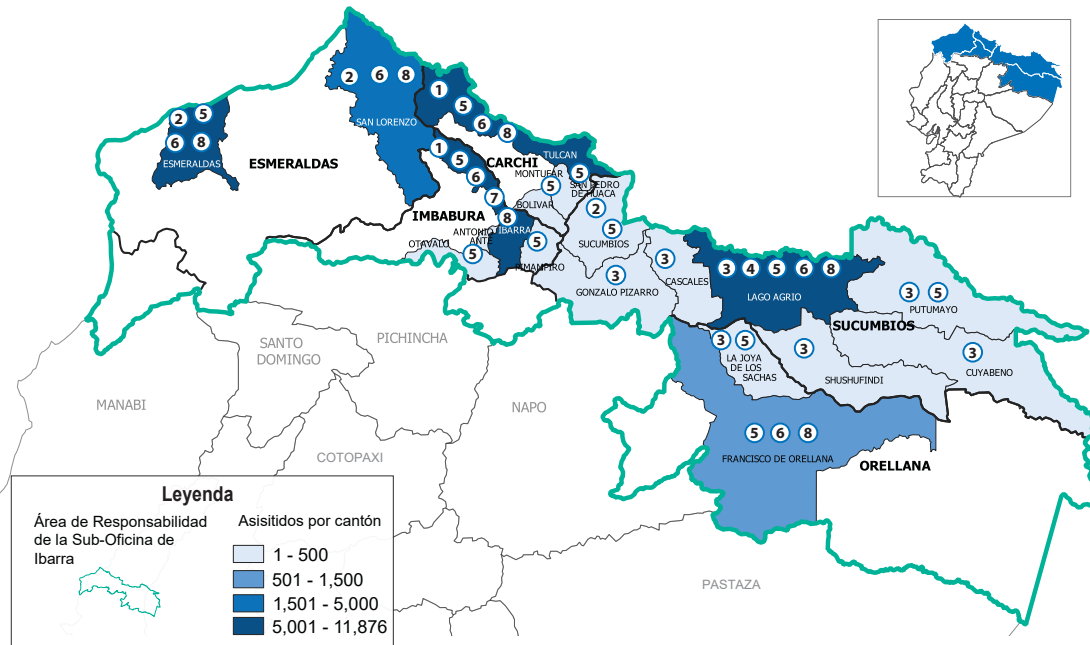 2 6 8
1
5
6
8
2 5
6 8
ESMERALDAS
SAN LORENZO
ESMERALDAS
1
5
6
7
8
CARCHI
TULCAN
MONTUFAR
5
SAN PEDRO
DE HUACA
5
BOLIVAR
2
5
SUCUMBIOS
IMBABURA
ANTONIO
ANTE
IBARRA
OTAVALO
5
5
PIMAMPIRO
3
GONZALO PIZARRO
3
CASCALES
3 4 5 6 8
LAGO AGRIO
3 5
PUTUMAYO
SUCUMBIOS
3
CUYABENO
3 5
LA JOYA
DE LOS
SACHAS
3
SHUSHUFINDI
5 6 8
FRANCISCO DE ORELLANA
ORELLANA
PICHINCHA
SANTO
DOMINGO
MANABI
NAPO
COTOPAXI
PASTAZA
Leyenda
Área de Responsabilidad
de la Sub-Oficina de
Ibarra
Asisitidos por cantón
1 - 500
501 - 1,500
1,501 - 5,000
5,001 - 11,876